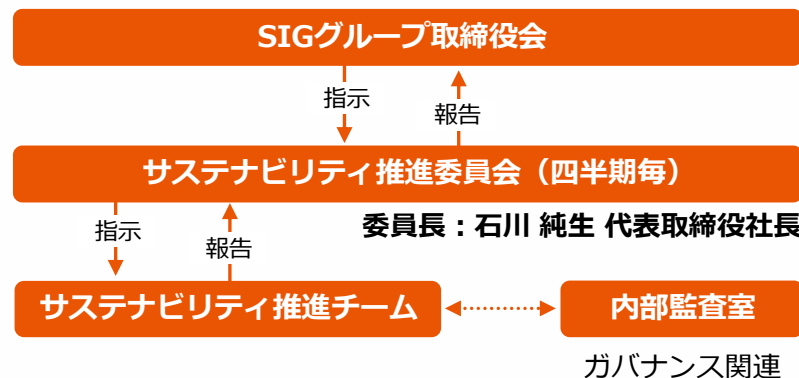 SIGグループ取締役会
指示
報告
サステナビリティ推進委員会（四半期毎）
委員長：石川 純生 代表取締役社長
指示
報告
サステナビリティ推進チーム
内部監査室
ガバナンス関連